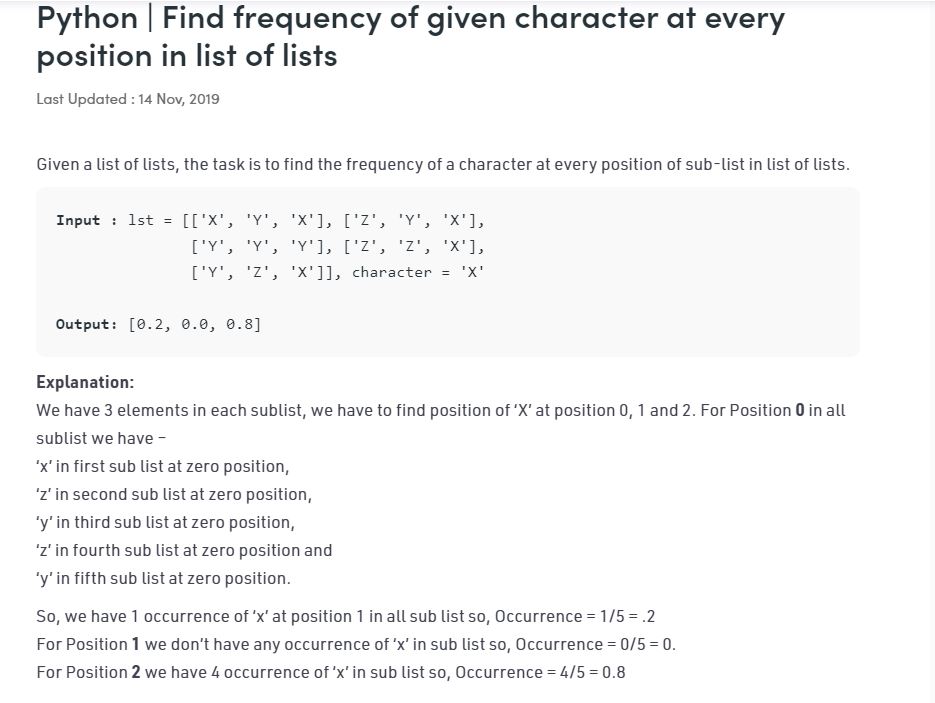 Python | Find frequency of given character at every
position in list of lists
Last Updated : 14 Nov, 2019
Given a list of lists, the task is to find the frequency of a character at every position of sub-list in list of lists.
Input : lst = [['X', 'Y', 'X'], ['Z', 'Y', 'X'],
['Y', 'Y', 'Y'], ['Z', 'Z', 'X'],
['Y', 'Z', 'X']], character = 'X'
Output: [0.2, 0.0, 0.8]
Explanation:
We have 3 elements in each sublist, we have to find position of ‘X’ at position 0, 1 and 2. For Position 0 in all
sublist we have –
‘x’ in first sub list at zero position,
‘z’ in second sub list at zero position,
‘y’ in third sub list at zero position,
‘z’ in fourth sub list at zero position and
‘y’ in fifth sub list at zero position.
So, we have 1 occurrence of ‘x’ at position 1 in all sub list so, Occurrence = 1/5 = .2
For Position 1 we don’t have any occurrence of ‘x’ in sub list so, Occurrence = 0/5 = 0.
For Position 2 we have 4 occurrence of ‘x’ in sub list so, Occurrence = 4/5 = 0.8